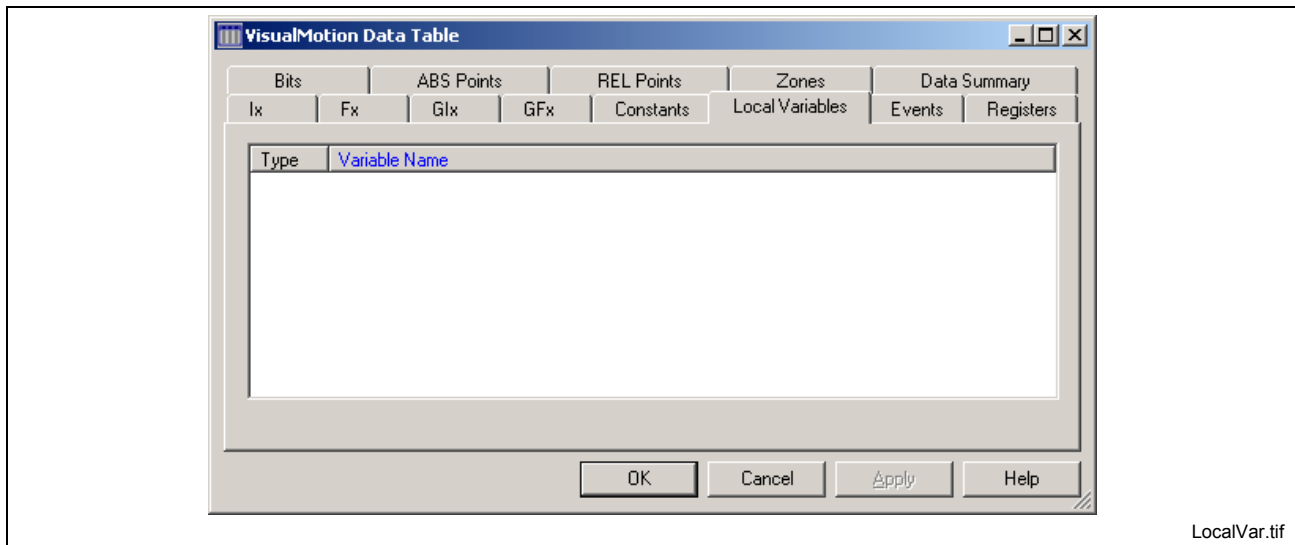 VisualMotion Data Table
Bits ABS Points REL Points Zones Data Summary
Ix Fx GIx GFx Constants Local Variables Events Registers
Type Variable Name
OK Cancel Apply Help
LocalVar.tif